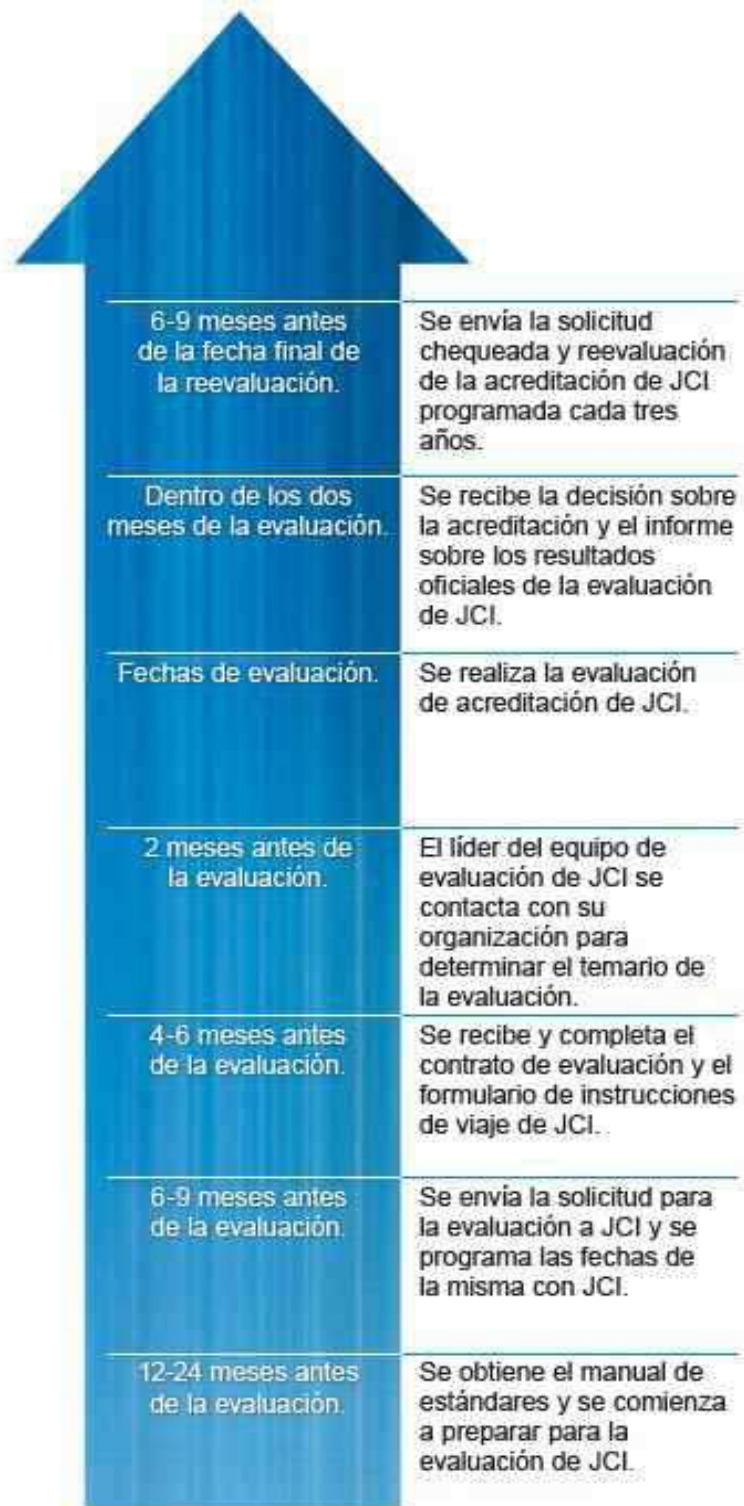 6-9 meses antes
de la fecha final de
la reevaluación.
Se envía la solicitud
chequeada y reevaluación
de la acreditación de JCI
programada cada tres
años.
Dentro de los dos
meses de la evaluación.
Se recibe la decisión sobre
la acreditación y el informe
sobre los resultados
oficiales de la evaluación
de JCI.
Fechas de evaluación.
Se realiza la evaluación
de acreditación de JCI.
2 meses antes de
la evaluación.
El líder del equipo de
evaluación de JCI se
contacta con su
organización para
determinar el temario de
la evaluación.
4-6 meses antes
de la evaluación.
Se recibe y completa el
contrato de evaluación y el
formulario de instrucciones
de viaje de JCI.
6-9 meses antes
de la evaluación.
Se envía la solicitud para
la evaluación a JCI y se
programa las fechas de
la misma con JCI.
12-24 meses antes
de la evaluación.
Se obtiene el manual de
estándares y se comienza
a preparar para la
evaluación de JCI.